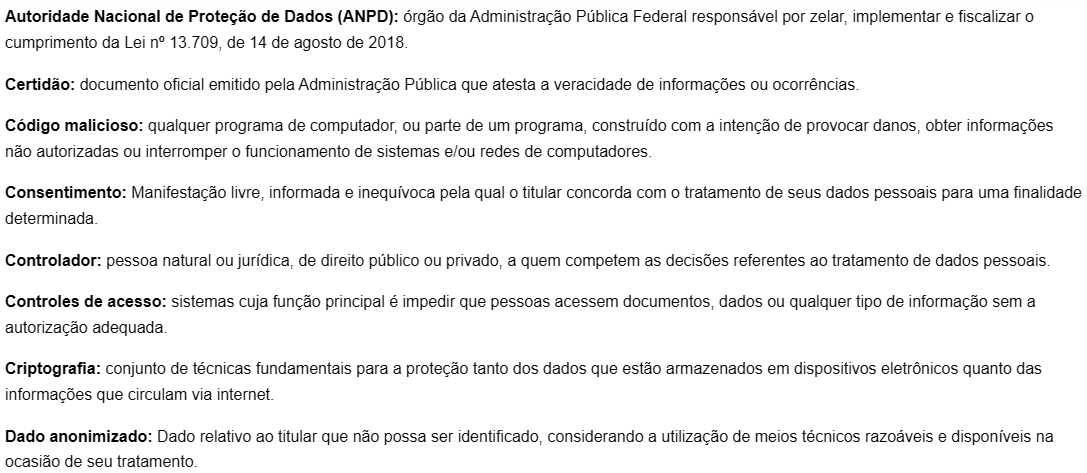 Autoridade Nacional de Proteção de Dados (ANPD): órgão da Administração Pública Federal responsável por zelar, implementar e fiscalizar o
cumprimento da Lei nº 13.709, de 14 de agosto de 2018.
Certidão: documento oficial emitido pela Administração Pública que atesta a veracidade de informações ou ocorrências.
Código malicioso: qualquer programa de computador, ou parte de um programa, construído com a intenção de provocar danos, obter informações
não autorizadas ou interromper o funcionamento de sistemas e/ou redes de computadores.
Consentimento: Manifestação livre, informada e inequívoca pela qual o titular concorda com o tratamento de seus dados pessoais para uma finalidade
determinada.
Controlador: pessoa natural ou jurídica, de direito público ou privado, a quem competem as decisões referentes ao tratamento de dados pessoais.
Controles de acesso: sistemas cuja função principal é impedir que pessoas acessem documentos, dados ou qualquer tipo de informação sem a
autorização adequada.
Criptografia: conjunto de técnicas fundamentais para a proteção tanto dos dados que estão armazenados em dispositivos eletrônicos quanto das
informações que circulam via internet.
Dado anonimizado: Dado relativo ao titular que não possa ser identificado, considerando a utilização de meios técnicos razoáveis e disponíveis na
ocasião de seu tratamento.